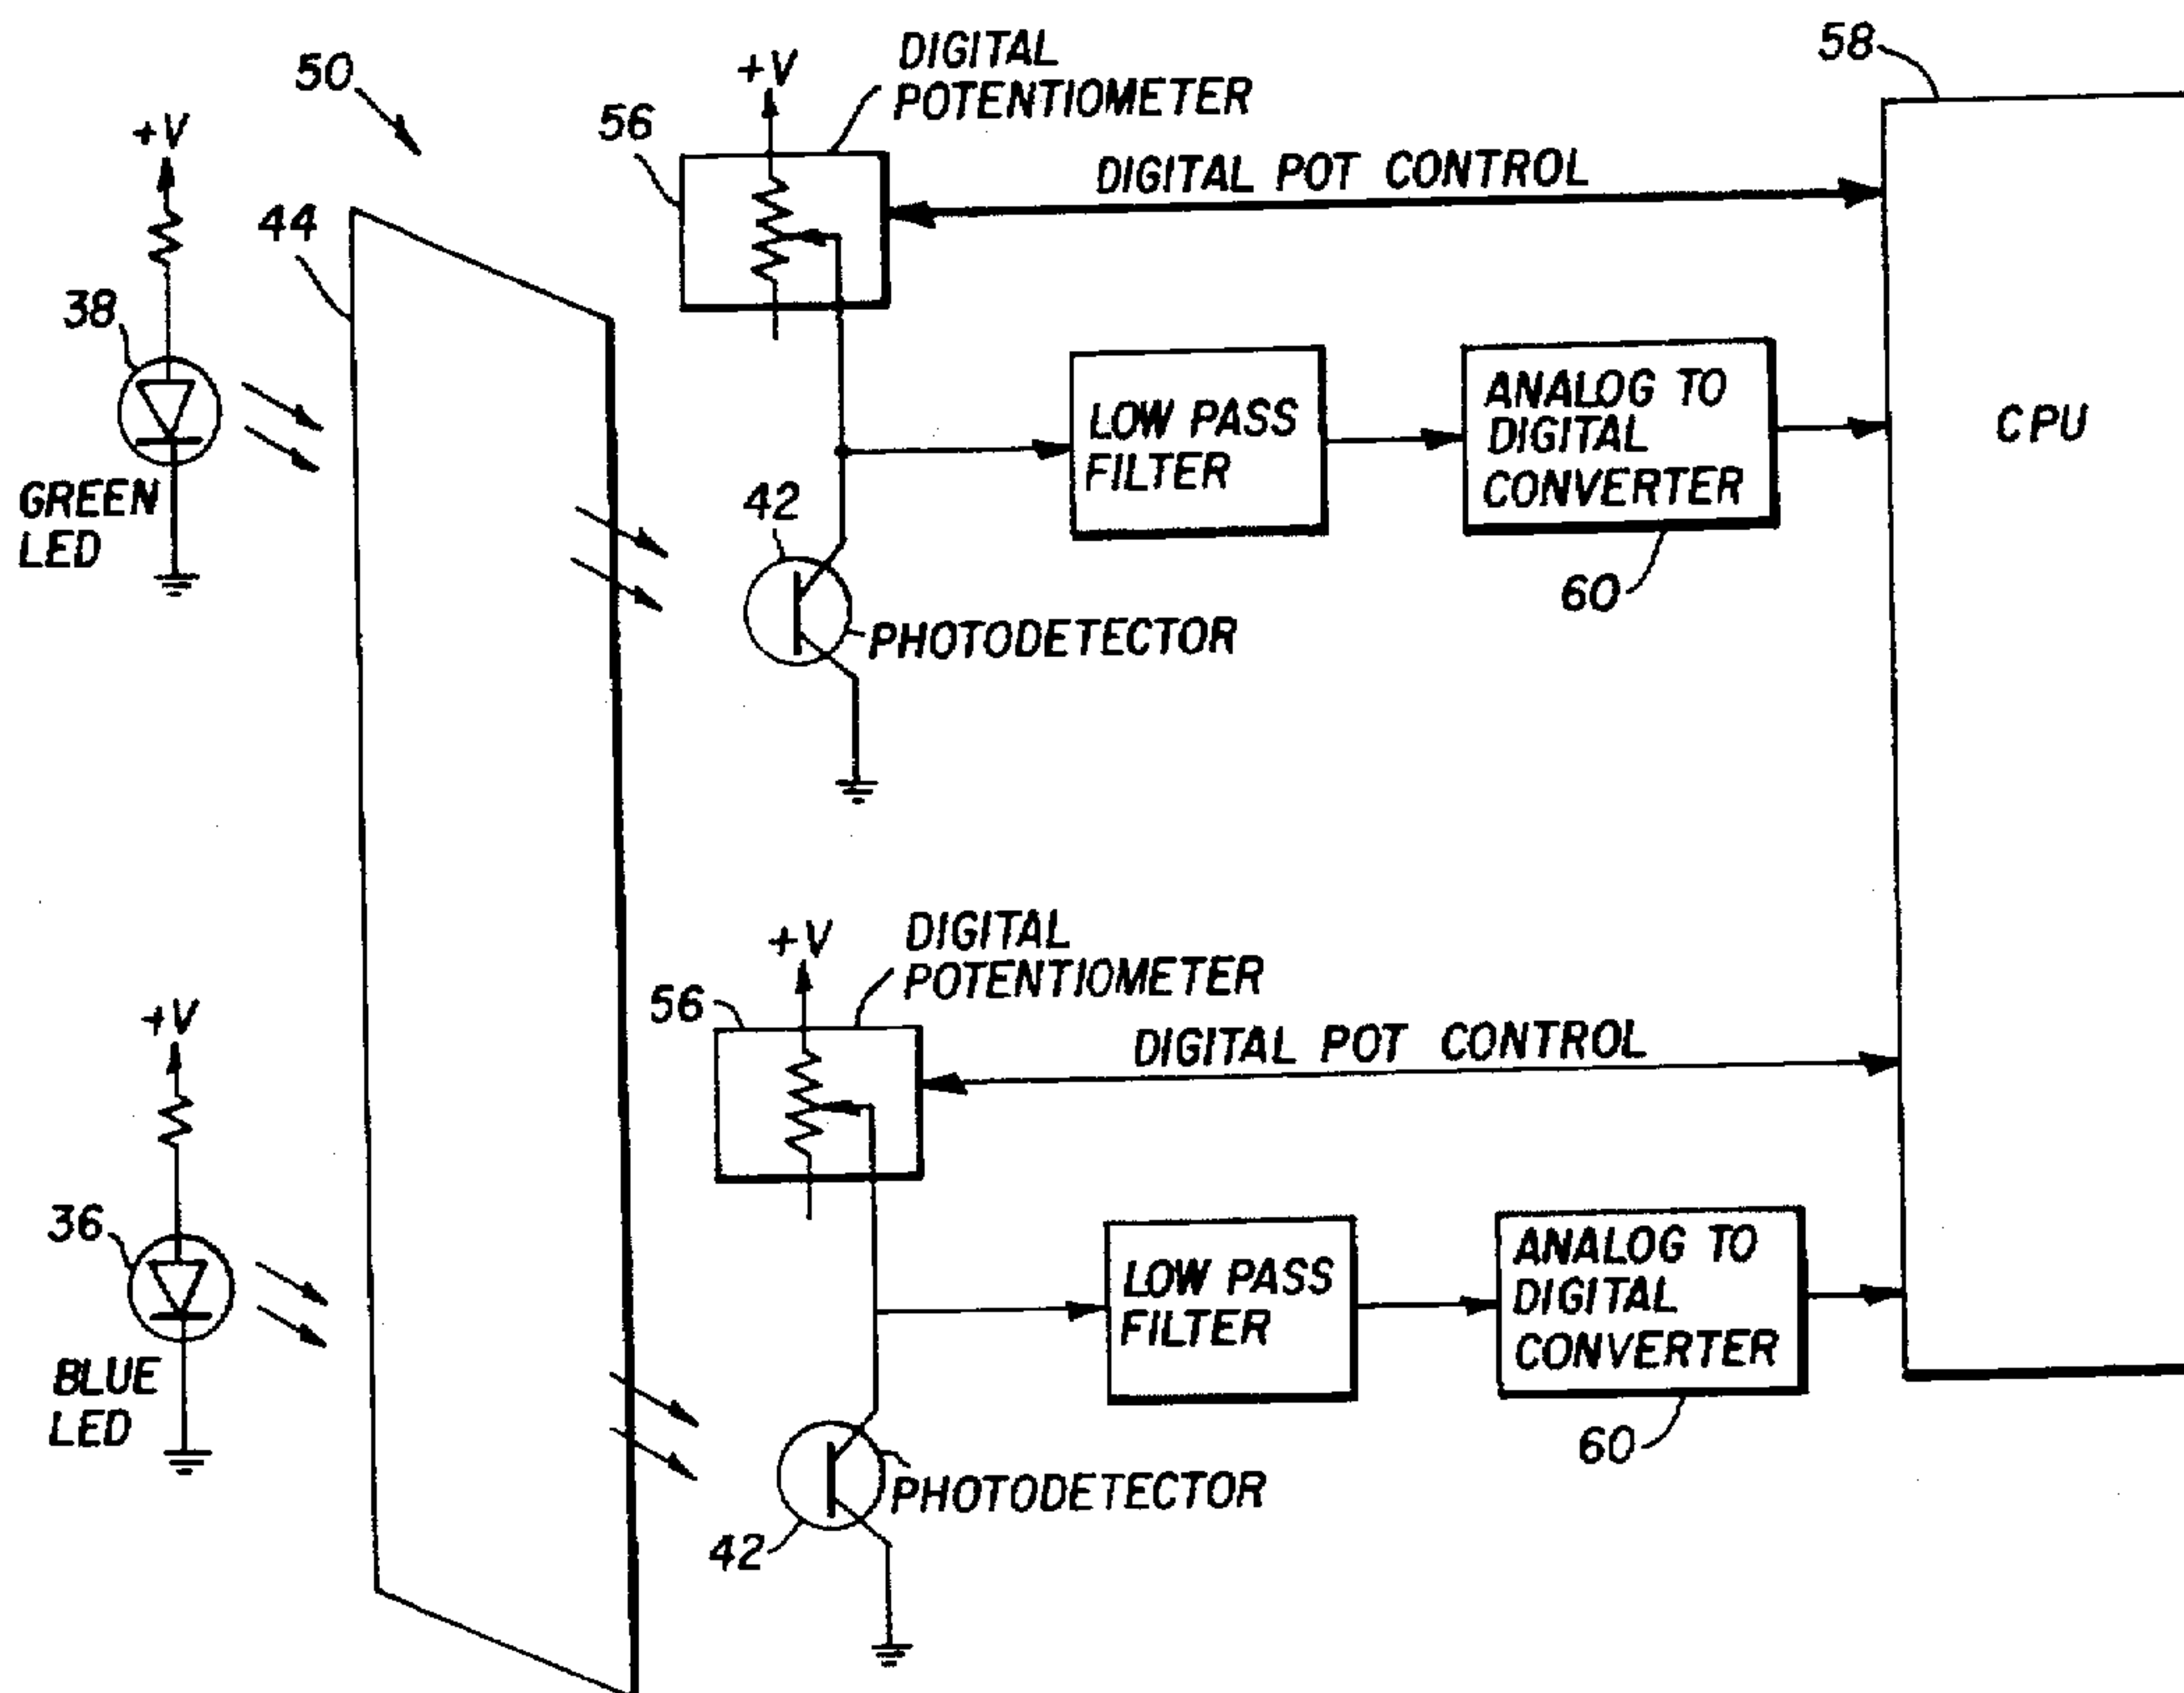 50
+V
44
38
GREEN
LED
+V
DIGITAL
POTENTIOMETER
56
DIGITAL POT CONTROL
58
LOW PASS
FILTER
ANALOG TO
DIGITAL
CONVERTER
60
CPU
42
PHOTODETECTOR
+V
DIGITAL
POTENTIOMETER
56
DIGITAL POT CONTROL
+V
36
BLUE
LED
LOW PASS
FILTER
ANALOG TO
DIGITAL
CONVERTER
60
PHOTODETECTOR
42